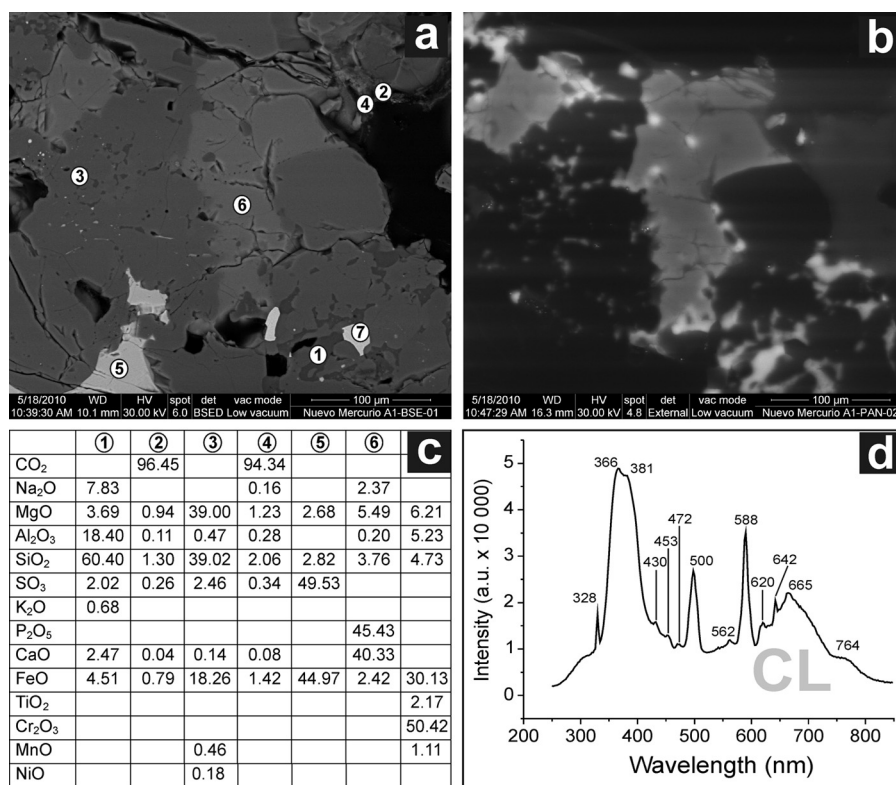 a
2
4
3
6
7
1
5
5/18/2010 WD HV spot det vac mode 100 µm
10:39:30 AM 10.1 mm 30.00 kV 6.0 BSED Low vacuum Nuevo Mercurio A1-BSE-01
b
5/18/2010 WD HV spot det vac mode 100 µm
10:47:29 AM 16.3 mm 30.00 kV 4.8 External Low vacuum Nuevo Mercurio A1-PAN-02
1 2 3 4 5 6 c
CO2 96.45 94.34
Na2O 7.83 0.16 2.37
MgO 3.69 0.94 39.00 1.23 2.68 5.49 6.21
Al2O3 18.40 0.11 0.47 0.28 0.20 5.23
SiO2 60.40 1.30 39.02 2.06 2.82 3.76 4.73
SO3 2.02 0.26 2.46 0.34 49.53
K2O 0.68
P2O5 45.43
CaO 2.47 0.04 0.14 0.08 40.33
FeO 4.51 0.79 18.26 1.42 44.97 2.42 30.13
TiO2 2.17
Cr2O3 50.42
MnO 0.46 1.11
NiO 0.18
d
Intensity (a.u. x 10 000)
5
4
3
2
1
0
366
381
328
430
453
472
500
562
588
620
642
665
764
CL
200 300 400 500 600 700 800
Wavelength (nm)